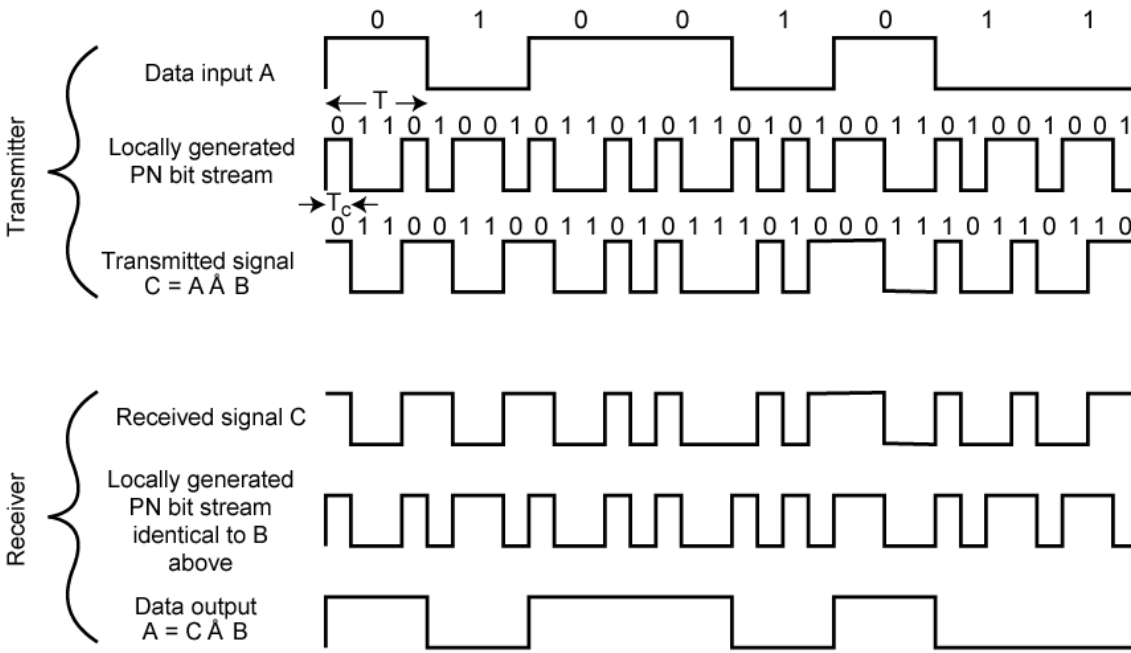 0 1 0 0 1 0 1 1
Data input A
T
0 1 1 0 1 0 0 1 0 1 1 0 1 0 1 1 0 1 0 1 0 0 1 1 0 1 0 0 1 0 0 1
Locally generated
PN bit stream
Transmitter
Tc
0 1 1 0 0 1 1 0 0 1 1 0 1 0 1 1 1 0 1 0 0 0 1 1 1 0 1 1 0 1 1 0
Transmitted signal
C = A Å B
Received signal C
Locally generated
PN bit stream
identical to B
above
Receiver
Data output
A = C Å B